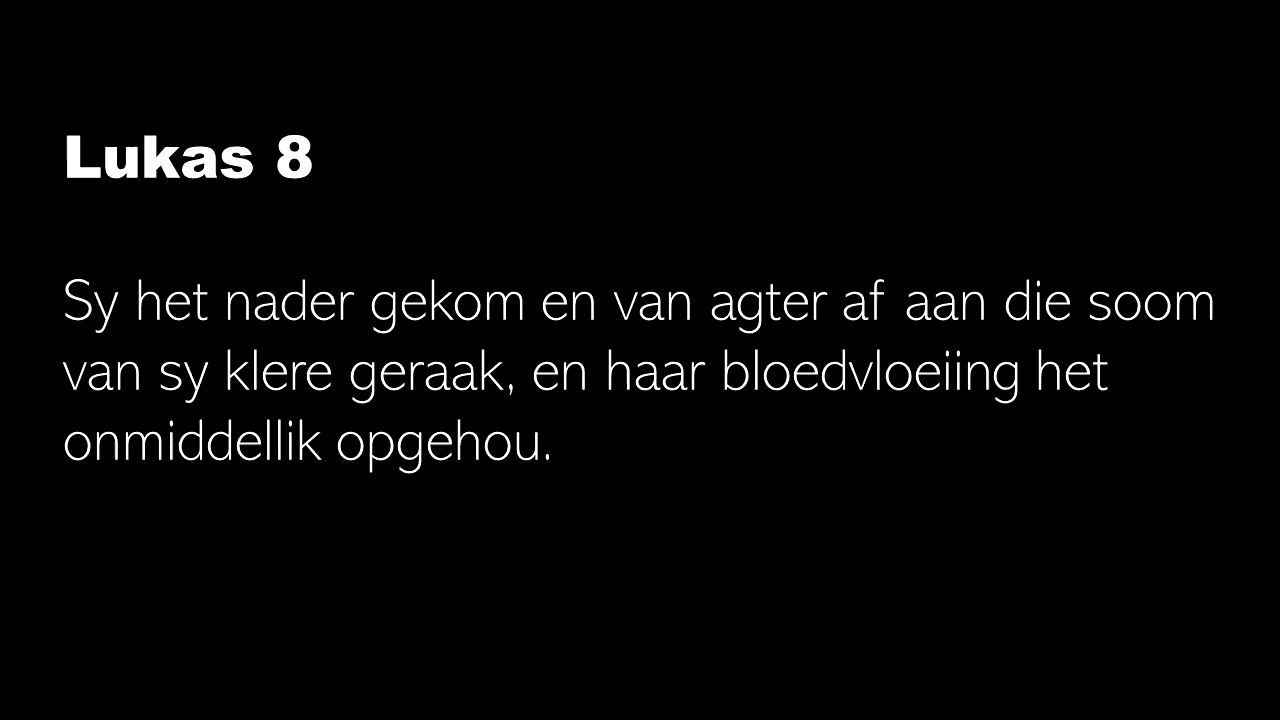 Lukas 8
Sy het nader gekom en van agter af aan die soom
van sy klere geraak, en haar bloedvloeiing het
onmiddellik opgehou.